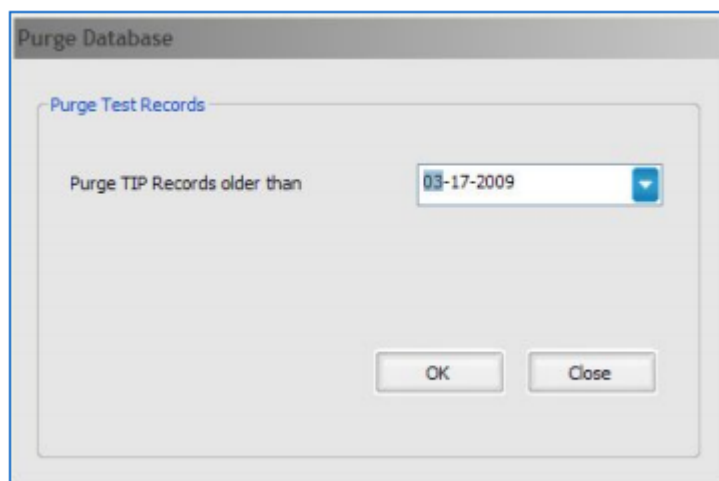 Purge Database
Purge Test Records
Purge TIP Records older than 03-17-2009
OK Close